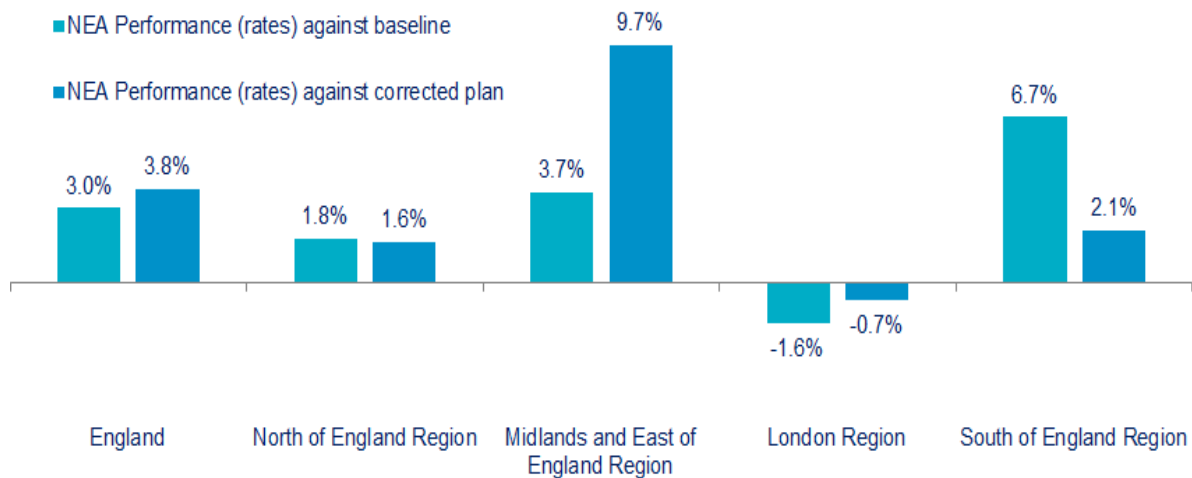 NEA Performance (rates) against baseline
NEA Performance (rates) against corrected plan
3.0%
3.8%
1.8%
1.6%
3.7%
9.7%
-1.6%
-0.7%
6.7%
2.1%
England
North of England Region
Midlands and East of
England Region
London Region
South of England Region